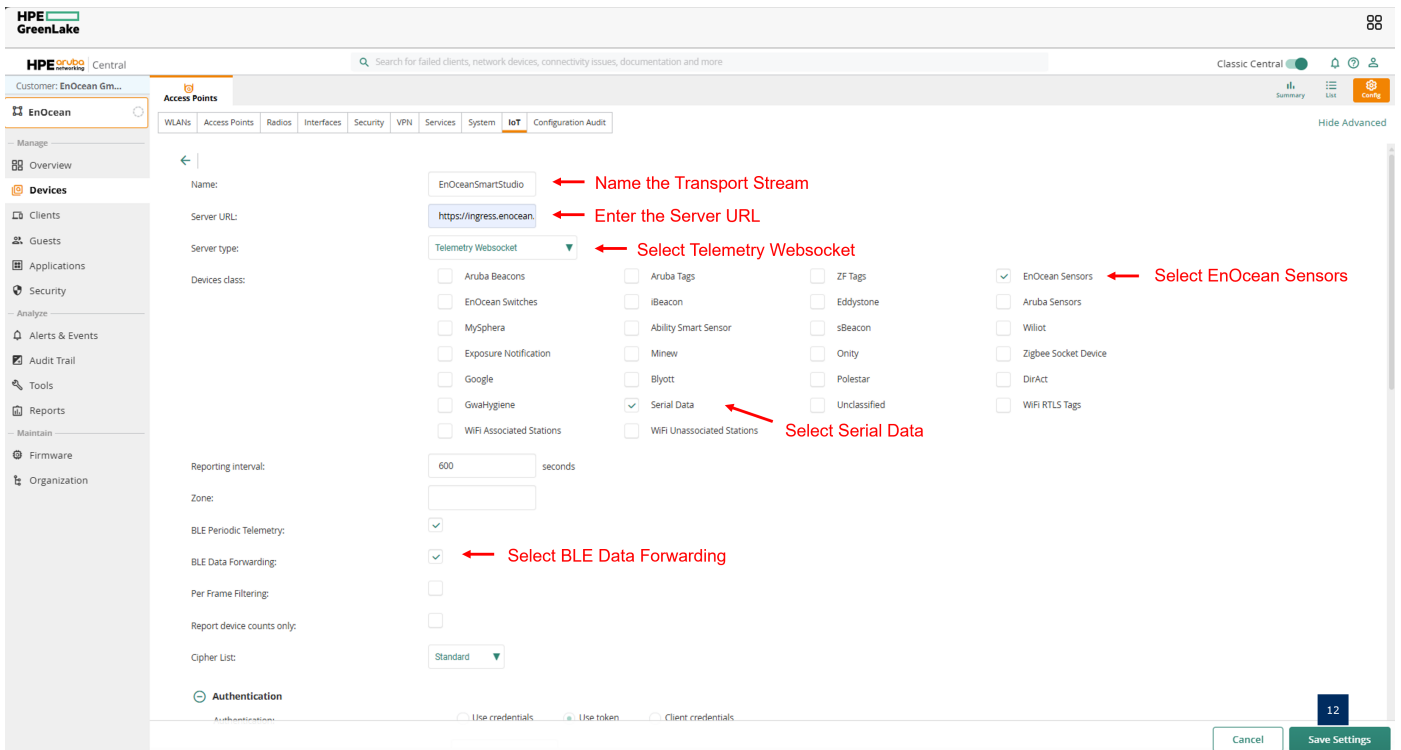 HPE
GreenLake
HPE aruba networking Central
Search for failed clients, network devices, connectivity issues, documentation and more
Classic Central
Customer: EnOcean Gm...
Access Points
Summary
List
Config
EnOcean
WLANs Access Points Radios Interfaces Security VPN Services System IoT Configuration Audit
Hide Advanced
Manage
Overview
Devices
Clients
Guests
Applications
Security
Analyze
Alerts & Events
Audit Trail
Tools
Reports
Maintain
Firmware
Organization
Name: EnOceanSmartStudio Name the Transport Stream
Server URL: https://ingress.enocean. Enter the Server URL
Server type: Telemetry Websocket Select Telemetry Websocket
Devices class: Aruba Beacons Aruba Tags ZF Tags EnOcean Sensors Select EnOcean Sensors
EnOcean Switches iBeacon Eddystone Aruba Sensors
MySphera Ability Smart Sensor sBeacon Wiliot
Exposure Notification Minew Onity Zigbee Socket Device
Google Blyott Polestar DirAct
GwaHygiene Serial Data Unclassified WiFi RTLS Tags
WiFi Associated Stations WiFi Unassociated Stations Select Serial Data
Reporting interval: 600 seconds
Zone:
BLE Periodic Telemetry:
BLE Data Forwarding: Select BLE Data Forwarding
Per Frame Filtering:
Report device counts only:
Cipher List: Standard
Authentication
Authentication: Use credentials Use token Client credentials
12
Cancel Save Settings